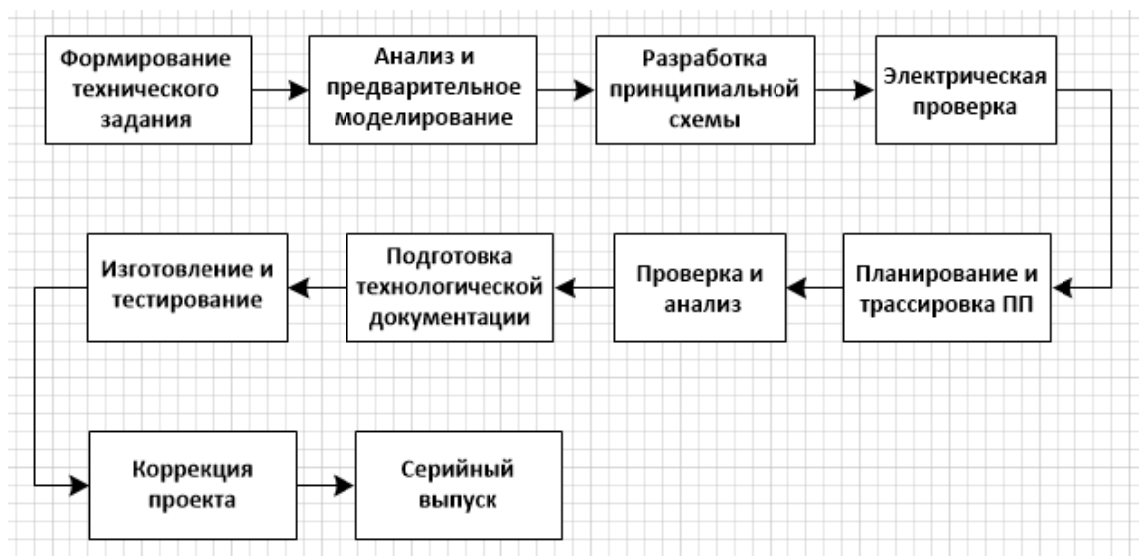 Формирование
технического
задания
Анализ и
предварительное
моделирование
Разработка
принципиальной
схемы
Электрическая
проверка
Планирование и
трассировка ПП
Проверка и
анализ
Подготовка
технологической
документации
Изготовление и
тестирование
Коррекция
проекта
Серийный
выпуск